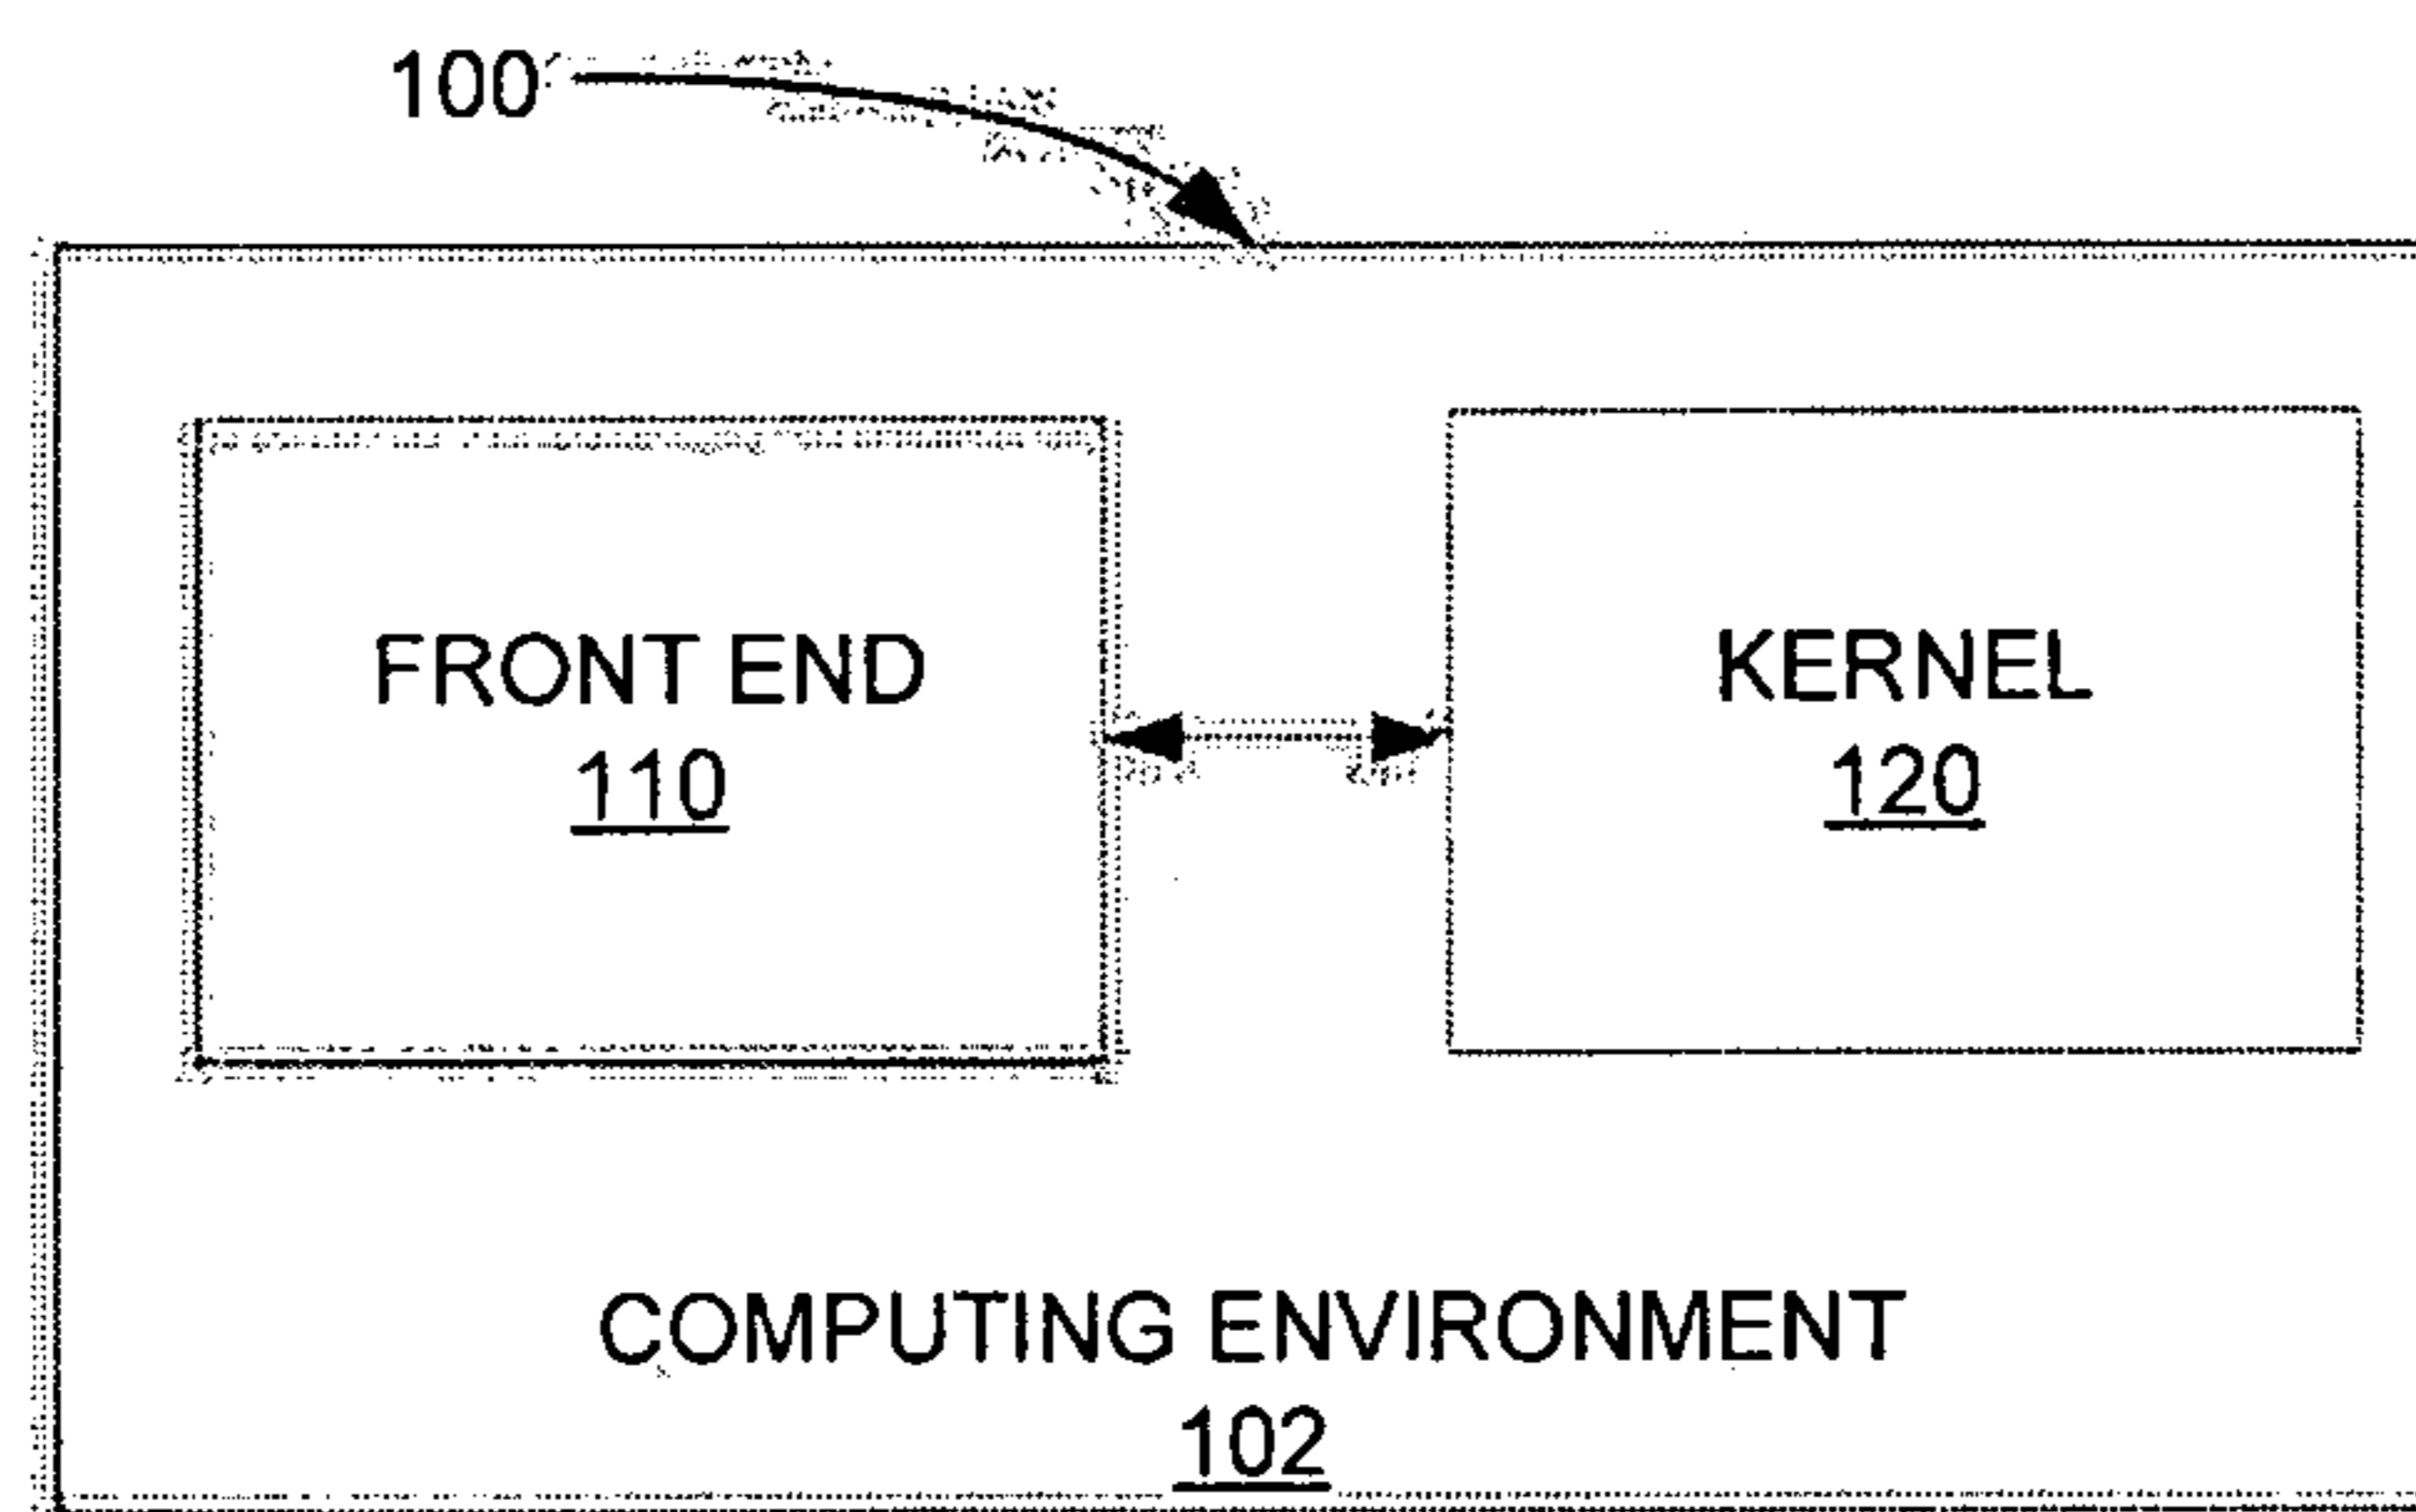 100
FRONT END
110
KERNEL
120
COMPUTING ENVIRONMENT
102